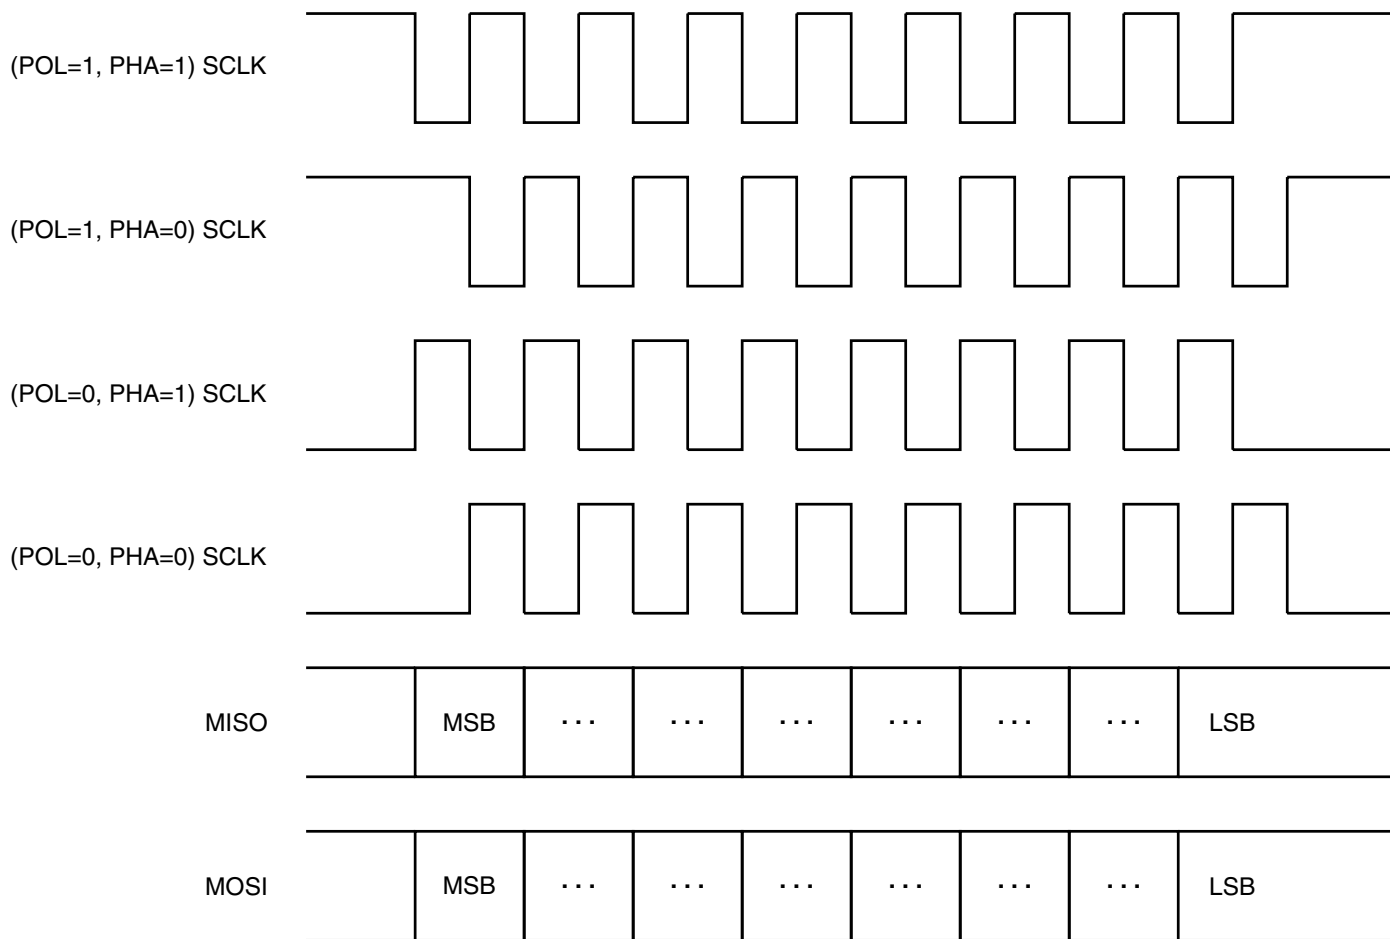 (POL=1, PHA=1) SCLK
(POL=1, PHA=0) SCLK
(POL=0, PHA=1) SCLK
(POL=0, PHA=0) SCLK
MISO MSB ... ... ... ... ... ... LSB
MOSI MSB ... ... ... ... ... ... LSB